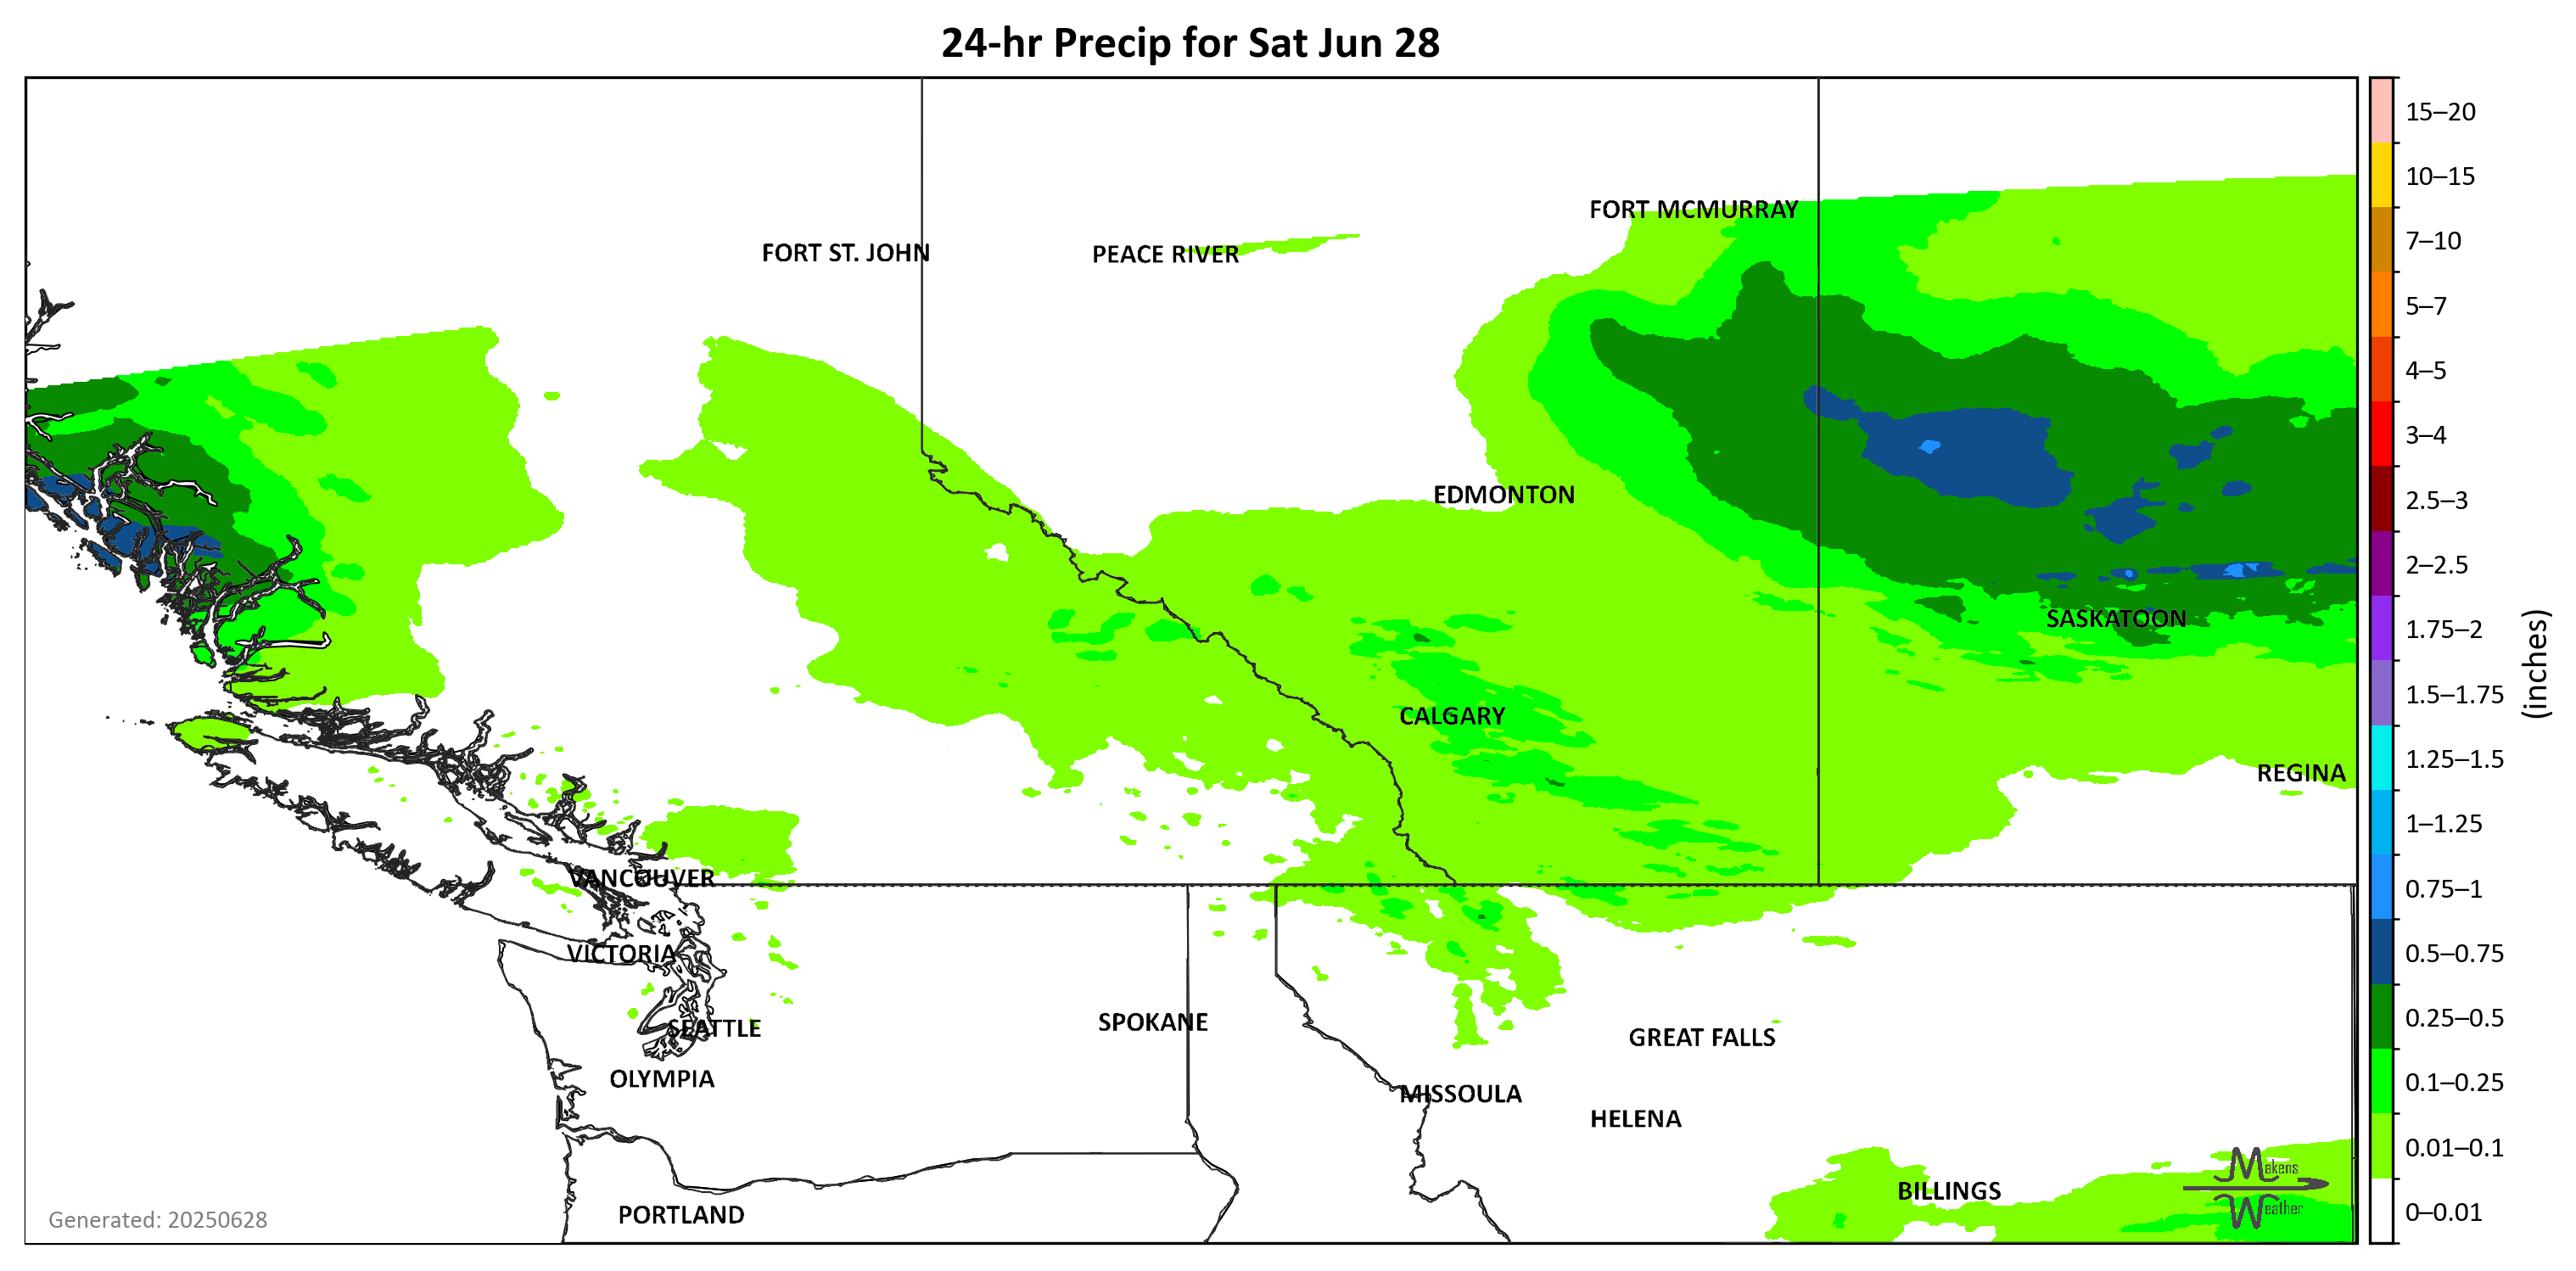 24-hr Precip for Sat Jun 28
15–20
10–15
7–10
5–7
4–5
3–4
2.5–3
2–2.5
1.75–2
1.5–1.75
1.25–1.5
1–1.25
0.75–1
0.5–0.75
0.25–0.5
0.1–0.25
0.01–0.1
0–0.01
(inches)
FORT MCMURRAY
FORT ST. JOHN
PEACE RIVER
EDMONTON
SASKATOON
CALGARY
REGINA
VANCOUVER
VICTORIA
SPOKANE
SEATTLE
GREAT FALLS
OLYMPIA
MISSOULA
HELENA
BILLINGS
PORTLAND
Makens
Weather
Generated: 20250628